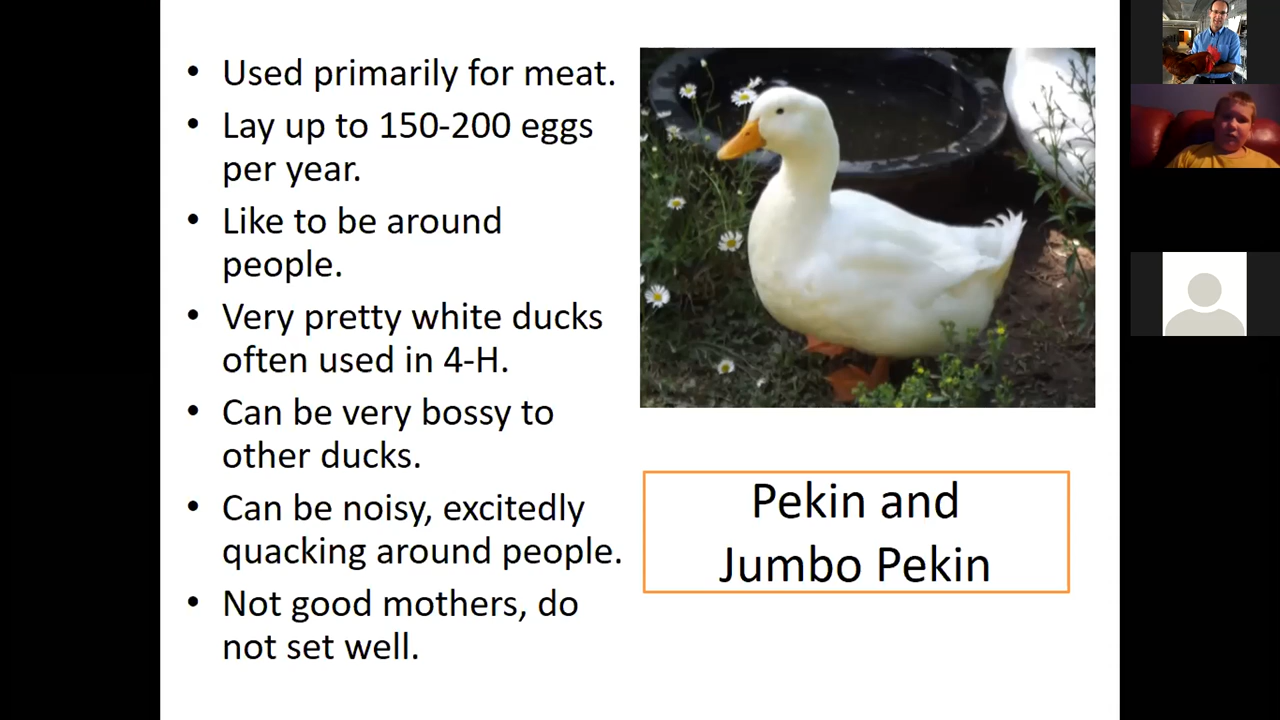 • Used primarily for meat.
• Lay up to 150-200 eggs
per year.
• Like to be around
people.
• Very pretty white ducks
often used in 4-H.
• Can be very bossy to
other ducks.
• Can be noisy, excitedly
quacking around people.
• Not good mothers, do
not set well.
Pekin and
Jumbo Pekin